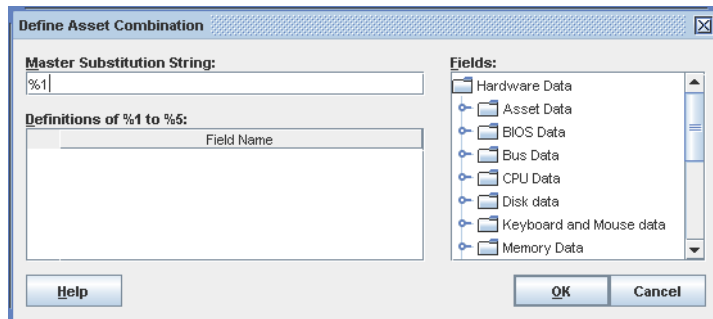 Define Asset Combination
Master Substitution String:
%1
Definitions of %1 to %5:
Field Name
Fields:
Hardware Data
Asset Data
BIOS Data
Bus Data
CPU Data
Disk data
Keyboard and Mouse data
Memory Data
Help
OK
Cancel